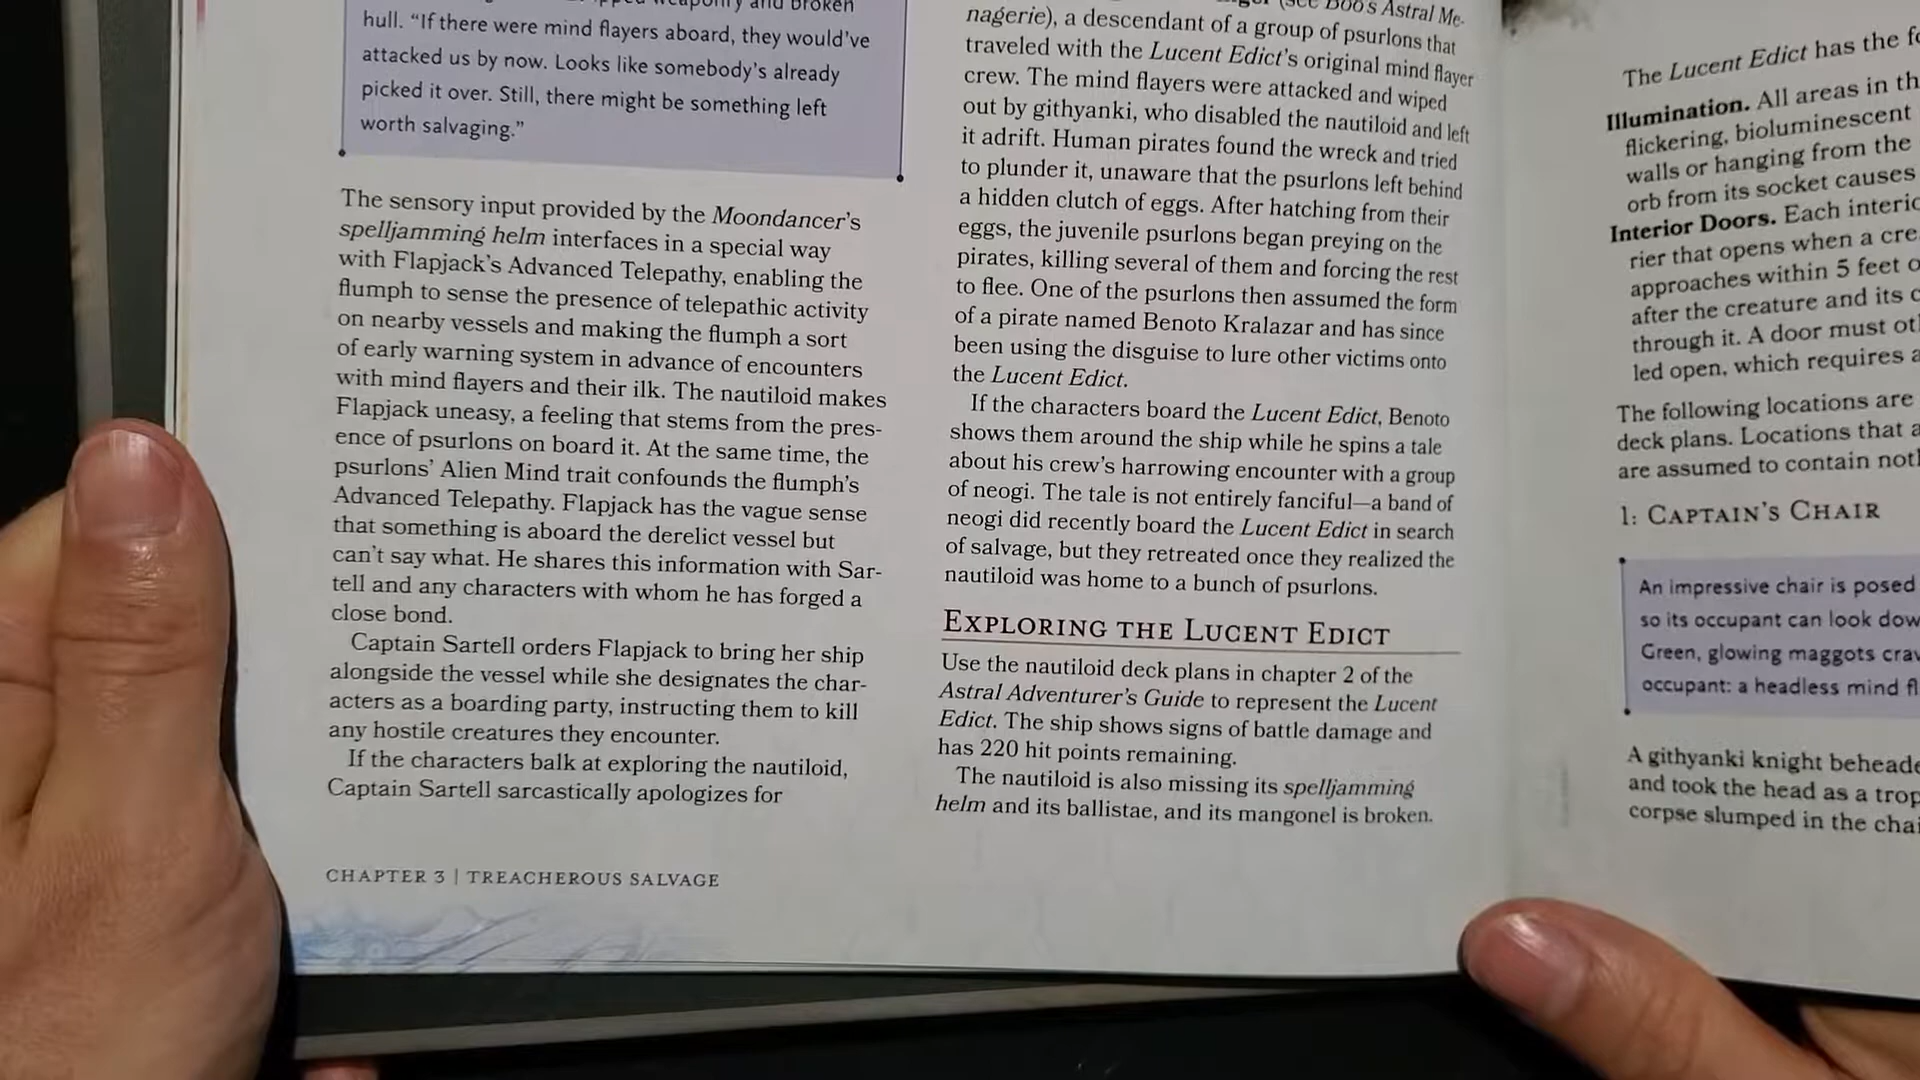 weaponry and broken
hull. “If there were mind flayers aboard, they would’ve
attacked us by now. Looks like somebody’s already
picked it over. Still, there might be something left
worth salvaging.”
The sensory input provided by the Moondancer’s
spelljamming helm interfaces in a special way
with Flapjack’s Advanced Telepathy, enabling the
flumph to sense the presence of telepathic activity
on nearby vessels and making the flumph a sort
of early warning system in advance of encounters
with mind flayers and their ilk. The nautiloid makes
Flapjack uneasy, a feeling that stems from the pres-
ence of psurlons on board it. At the same time, the
psurlons’ Alien Mind trait confounds the flumph’s
Advanced Telepathy. Flapjack has the vague sense
that something is aboard the derelict vessel but
can’t say what. He shares this information with Sar-
tell and any characters with whom he has forged a
close bond.
Captain Sartell orders Flapjack to bring her ship
alongside the vessel while she designates the char-
acters as a boarding party, instructing them to kill
any hostile creatures they encounter.
If the characters balk at exploring the nautiloid,
Captain Sartell sarcastically apologizes for
CHAPTER 3 | TREACHEROUS SALVAGE
(see Boo’s Astral Me-
nagerie), a descendant of a group of psurlons that
traveled with the Lucent Edict’s original mind flayer
crew. The mind flayers were attacked and wiped
out by githyanki, who disabled the nautiloid and left
it adrift. Human pirates found the wreck and tried
to plunder it, unaware that the psurlons left behind
a hidden clutch of eggs. After hatching from their
eggs, the juvenile psurlons began preying on the
pirates, killing several of them and forcing the rest
to flee. One of the psurlons then assumed the form
of a pirate named Benoto Kralazar and has since
been using the disguise to lure other victims onto
the Lucent Edict.
If the characters board the Lucent Edict, Benoto
shows them around the ship while he spins a tale
about his crew’s harrowing encounter with a group
of neogi. The tale is not entirely fanciful—a band of
neogi did recently board the Lucent Edict in search
of salvage, but they retreated once they realized the
nautiloid was home to a bunch of psurlons.
EXPLORING THE LUCENT EDICT
Use the nautiloid deck plans in chapter 2 of the
Astral Adventurer’s Guide to represent the Lucent
Edict. The ship shows signs of battle damage and
has 220 hit points remaining.
The nautiloid is also missing its spelljamming
helm and its ballistae, and its mangonel is broken.
The Lucent Edict has the
Illumination. All areas in
flickering, bioluminescent
walls or hanging from the
orb from its socket causes
Interior Doors. Each
rier that opens when a
approaches within 5 feet
after the creature and its
through it. A door must
led open, which requires
The following locations are
deck plans. Locations that
are assumed to contain
1: CAPTAIN’S CHAIR
An impressive chair is posed
so its occupant can look
Green, glowing maggots
occupant: a headless mind
A githyanki knight
and took the head as a
corpse slumped in the